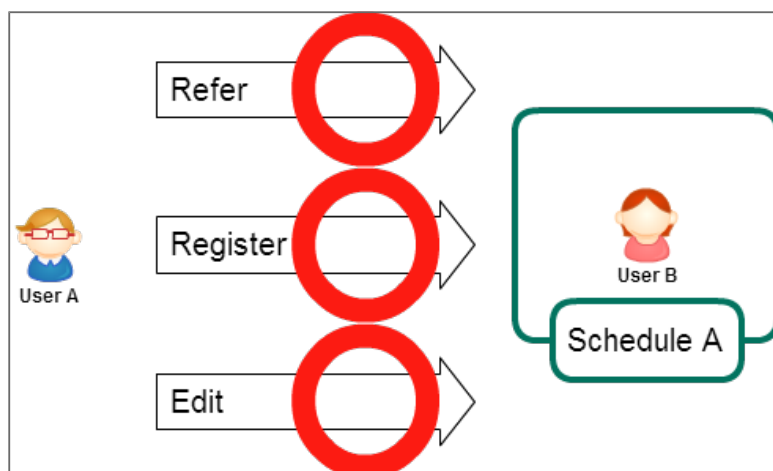 Refer
Register
User A
User B
Schedule A
Edit